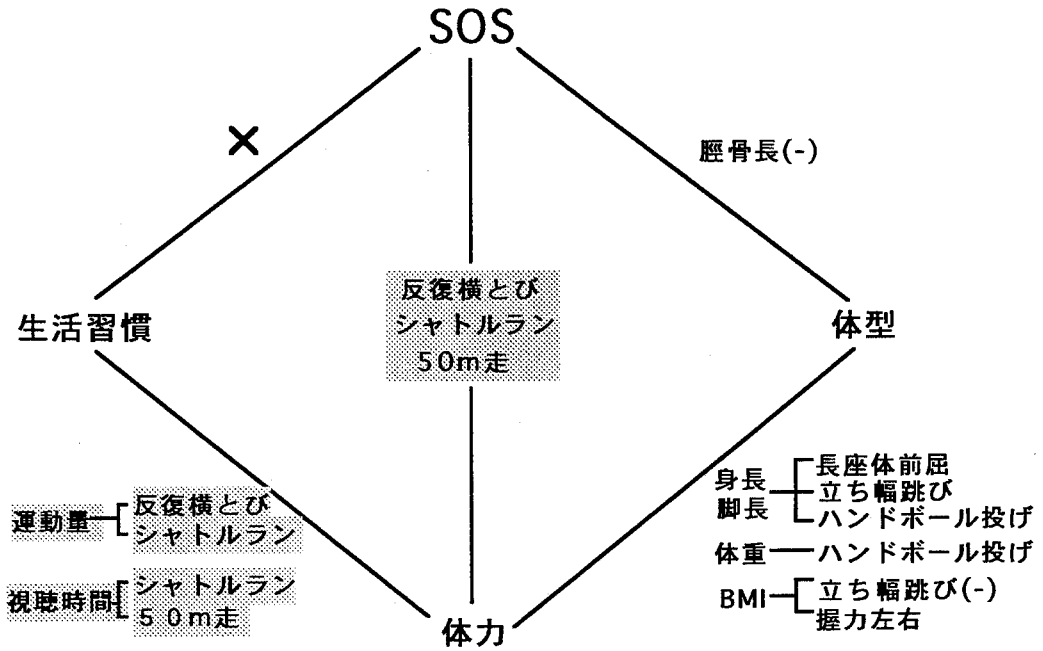 SOS
×
脛骨長(-)
反復横とび
シャトルラン
50m走
生活習慣
体型
運動量
反復横とび
シャトルラン
視聴時間
シャトルラン
50m走
体力
身長
脚長
長座体前屈
立ち幅跳び
ハンドボール投げ
体重
ハンドボール投げ
BMI
立ち幅跳び(-)
握力左右